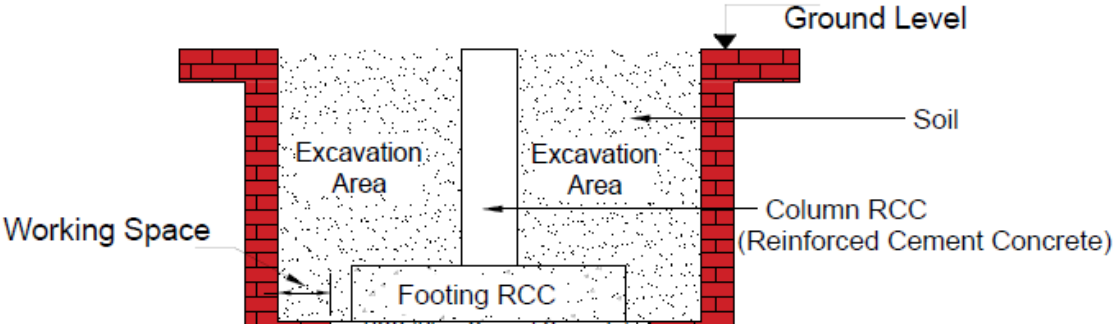 Ground Level
Soil
Excavation
Area
Excavation
Area
Column RCC
(Reinforced Cement Concrete)
Working Space
Footing RCC